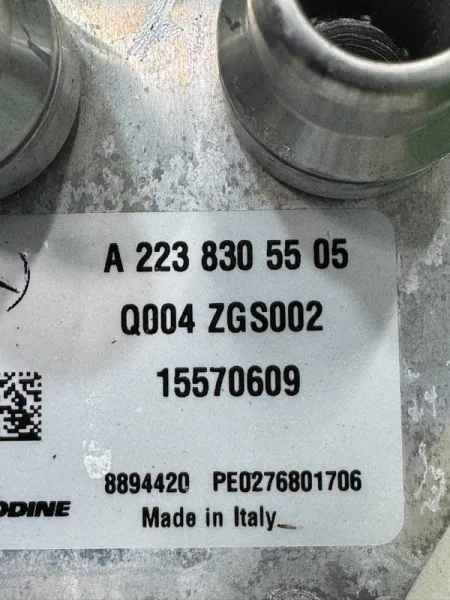 A 223 830 55 05
Q004 ZGS002
15570609
8894420 PE0276801706
ODINE
Made in Italy